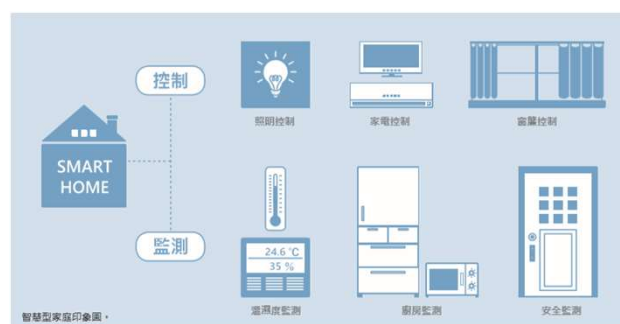 控制
照明控制
家電控制
窗簾控制
SMART
HOME
監測
24.6 °C
35 %
溫濕度監測
廚房監測
安全監測
智慧型家庭印象圖。